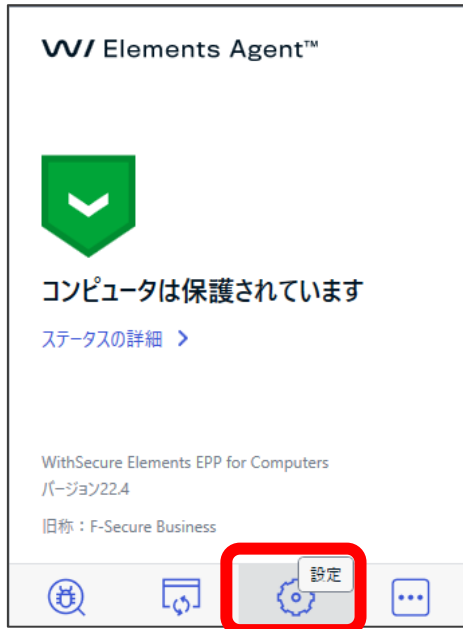 W/ Elements Agent™
コンピュータは保護されています
ステータスの詳細
WithSecure Elements EPP for Computers
バージョン22.4
旧称：F-Secure Business
設定